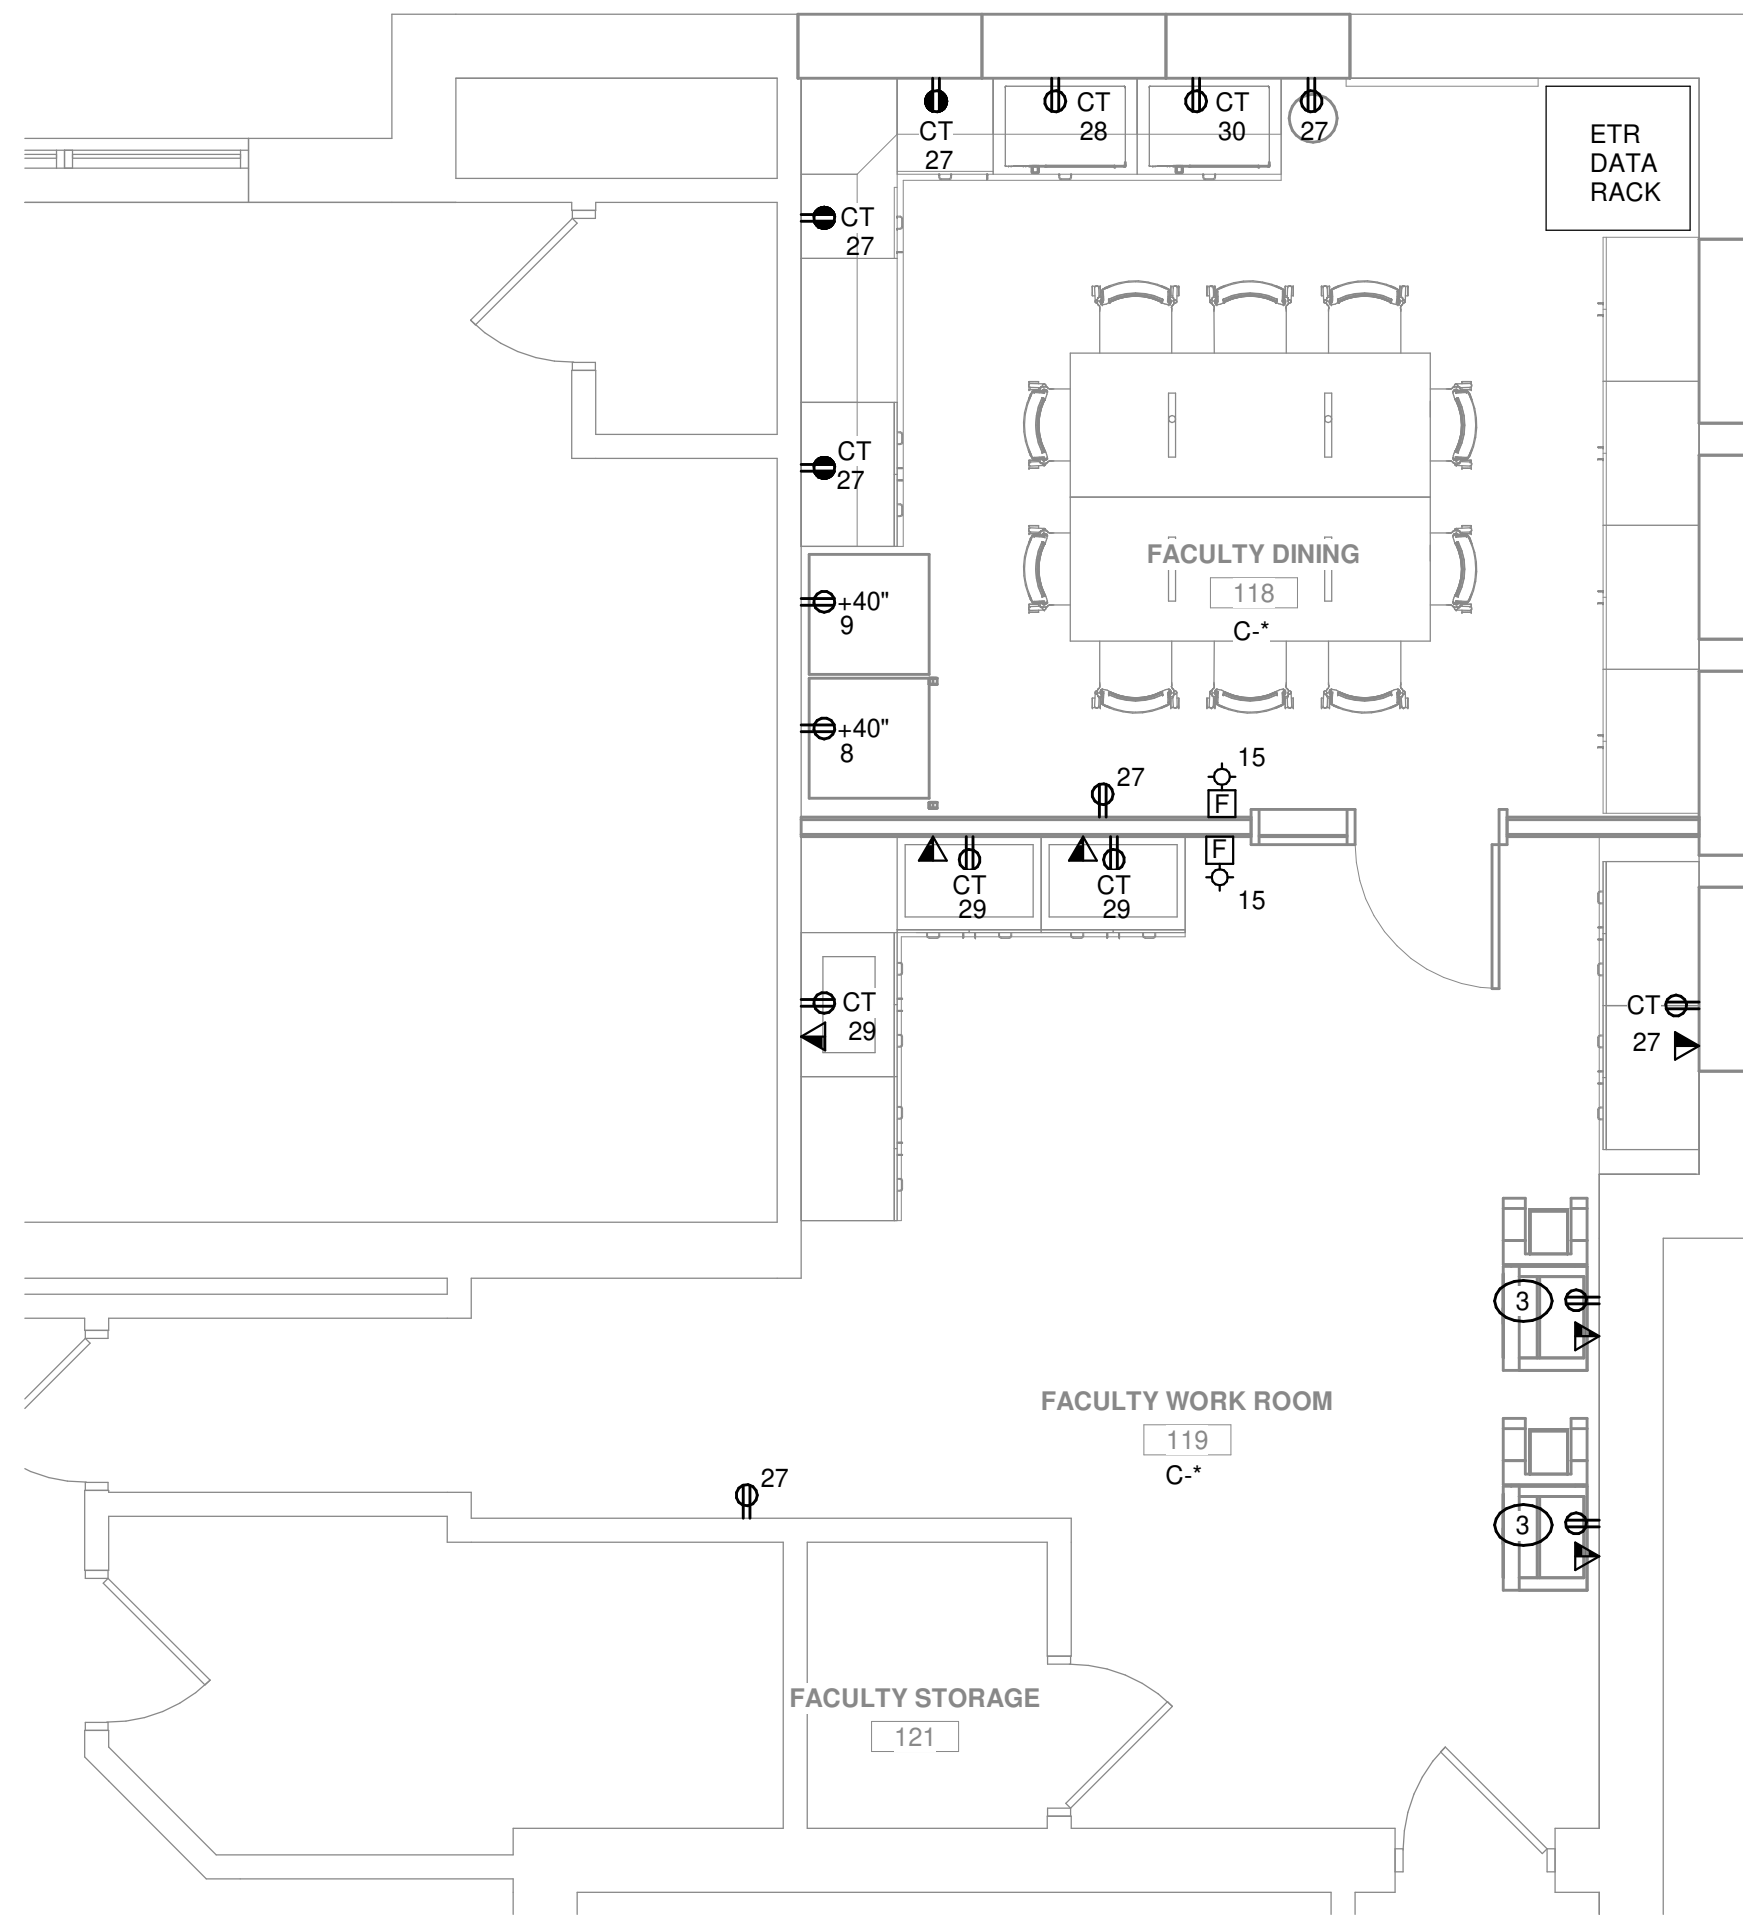 CT
27
CT
28
CT
30
27
ETR
DATA
RACK
CT
27
CT
27
+40"
9
+40"
8
FACULTY DINING
118
C-*
27
15
F
F
15
CT
29
CT
29
CT
29
CT
27
3
FACULTY WORK ROOM
119
C-*
27
3
FACULTY STORAGE
121